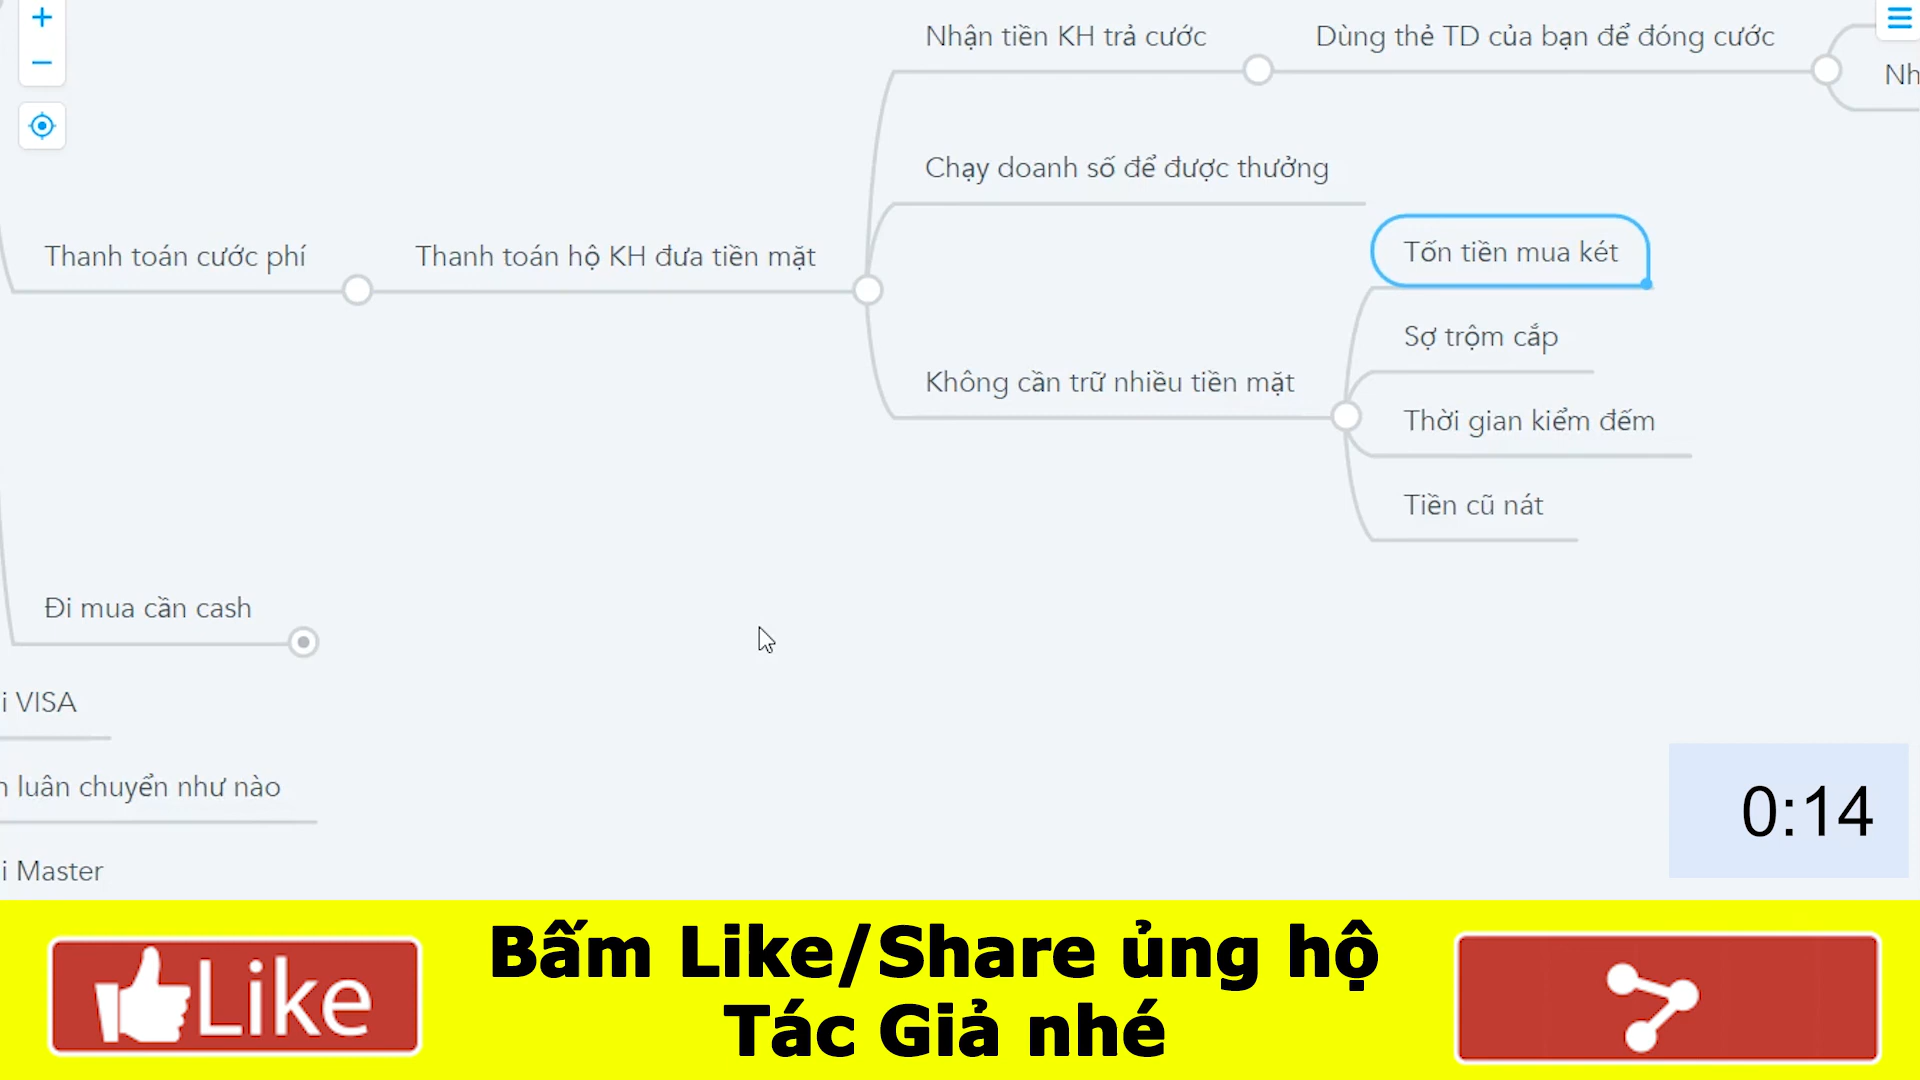 Nhận tiền KH trả cước
Dùng thẻ TD của bạn để đóng cước
Nh
Chạy doanh số để được thưởng
Thanh toán cước phí
Thanh toán hộ KH đưa tiền mặt
Tốn tiền mua két
Sợ trộm cắp
Không cần trữ nhiều tiền mặt
Thời gian kiểm đếm
Tiền cũ nát
Đi mua cần cash
i VISA
n luân chuyển như nào
i Master
0:14
Like
Bấm Like/Share ủng hộ
Tác Giả nhé